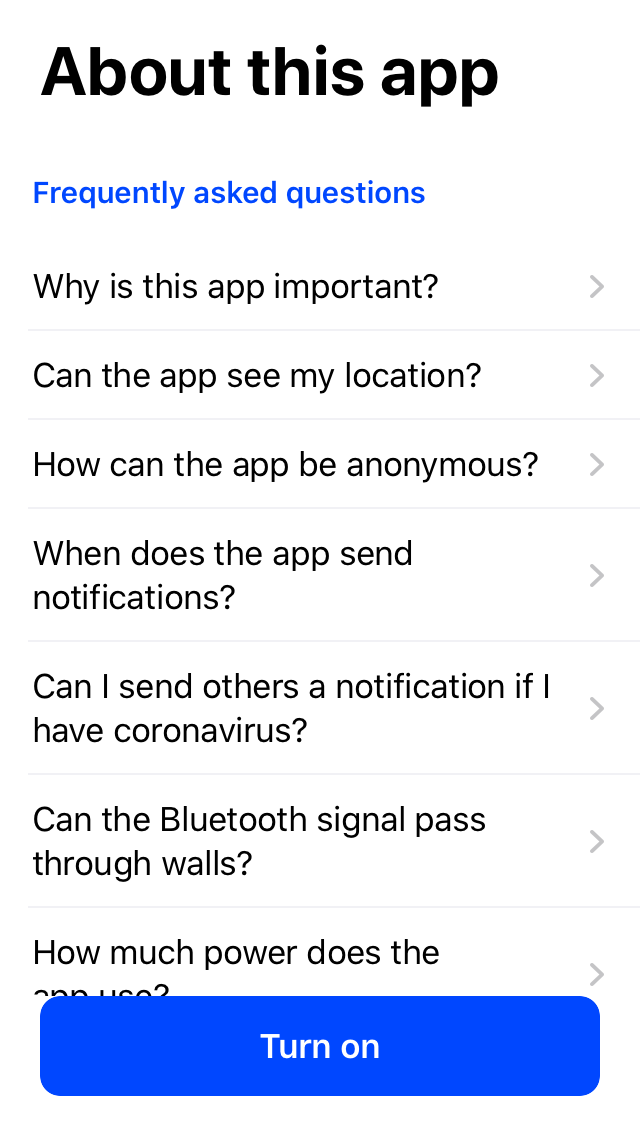 About this app
Frequently asked questions
Why is this app important?
Can the app see my location?
How can the app be anonymous?
When does the app send
notifications?
Can I send others a notification if I
have coronavirus?
Can the Bluetooth signal pass
through walls?
How much power does the
app use?
Turn on